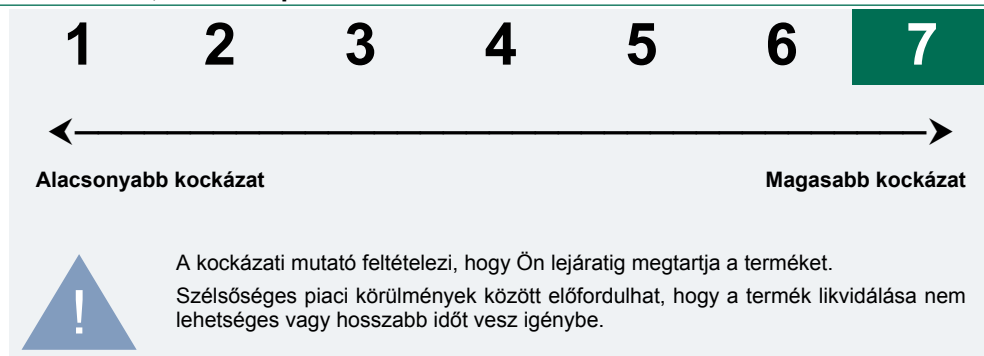 1 2 3 4 5 6 7
Alacsonyabb kockázat Magasabb kockázat
!
A kockázati mutató feltételezi, hogy Ön lejáratig megtartja a terméket.
Szélsőséges piaci körülmények között előfordulhat, hogy a termék likvidálása nem
lehetséges vagy hosszabb időt vesz igénybe.